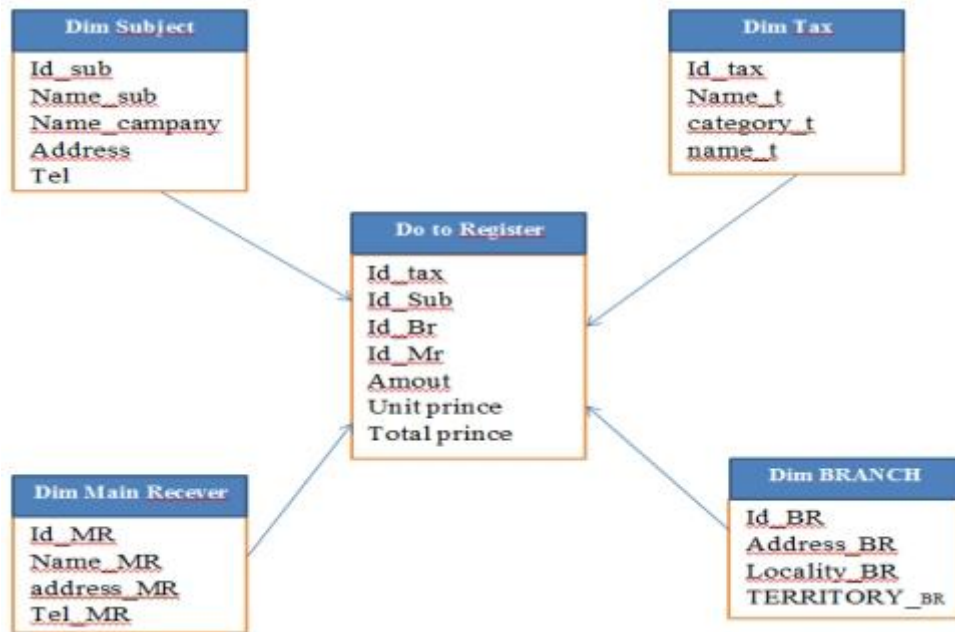 Dim Subject
Id_sub
Name_sub
Name_campany
Address
Tel
Dim Tax
Id_tax
Name_t
category_t
name_t
Do to Register
Id_tax
Id_Sub
Id_Br
Id_Mr
Amout
Unit prince
Total prince
Dim Main Recever
Id_MR
Name_MR
address_MR
Tel_MR
Dim BRANCH
Id_BR
Address_BR
Locality_BR
TERRITORY_BR